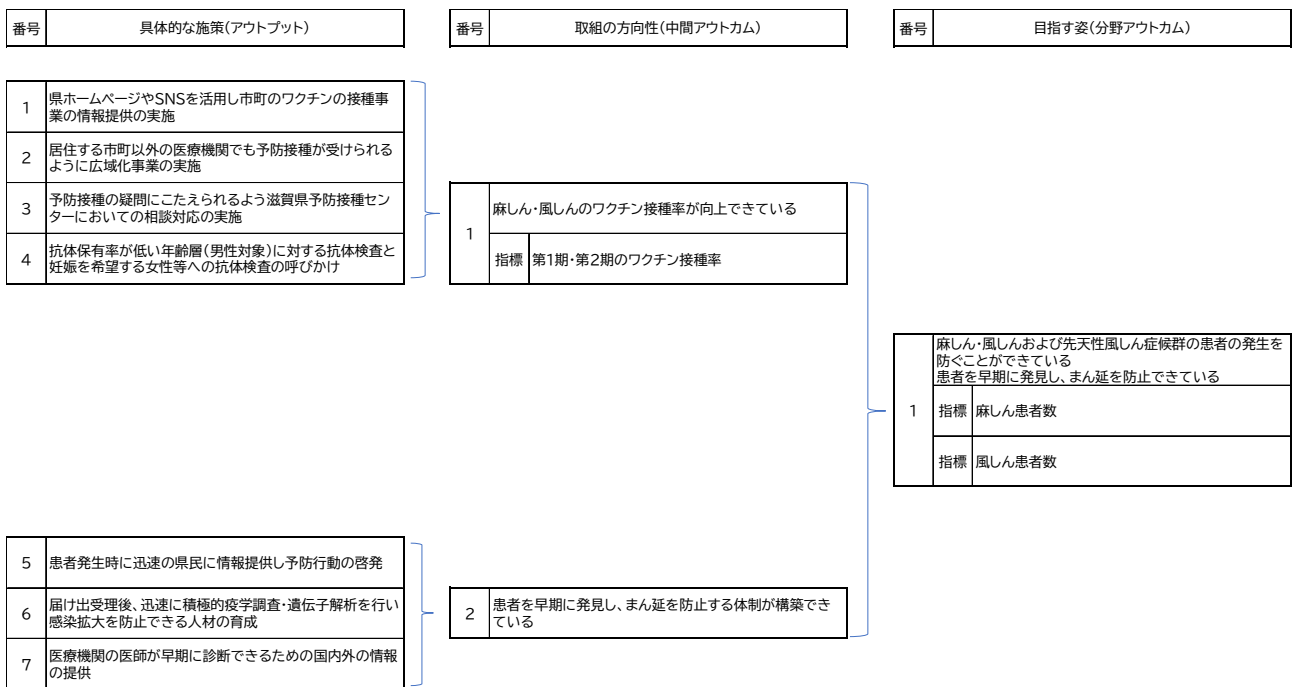 番号 具体的な施策(アウトプット) 番号 取組の方向性(中間アウトカム) 番号 目指す姿(分野アウトカム)
1 県ホームページやSNSを活用し市町のワクチンの接種事
業の情報提供の実施
2 居住する市町以外の医療機関でも予防接種が受けられる
ように広域化事業の実施
3 予防接種の疑問にこたえられるよう滋賀県予防接種セン
ターにおいての相談対応の実施
4 抗体保有率が低い年齢層(男性対象)に対する抗体検査と
妊娠を希望する女性等への抗体検査の呼びかけ
1 麻しん・風しんのワクチン接種率が向上できている
指標 第1期・第2期のワクチン接種率
1 麻しん・風しんおよび先天性風しん症候群の患者の発生を
防ぐことができている
患者を早期に発見し、まん延を防止できている
指標 麻しん患者数
指標 風しん患者数
5 患者発生時に迅速の県民に情報提供し予防行動の啓発
6 届け出受理後、迅速に積極的疫学調査・遺伝子解析を行い
感染拡大を防止できる人材の育成
7 医療機関の医師が早期に診断できるための国内外の情報
の提供
2 患者を早期に発見し、まん延を防止する体制が構築でき
ている